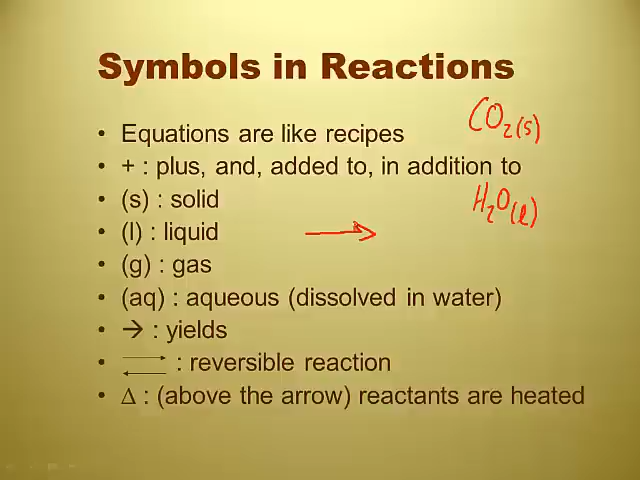 Symbols in Reactions
• Equations are like recipes
• + : plus, and, added to, in addition to
• (s) : solid
• (l) : liquid
• (g) : gas
• (aq) : aqueous (dissolved in water)
• → : yields
• ⇄ : reversible reaction
• Δ : (above the arrow) reactants are heated
CO₂(s)
H₂O(l)